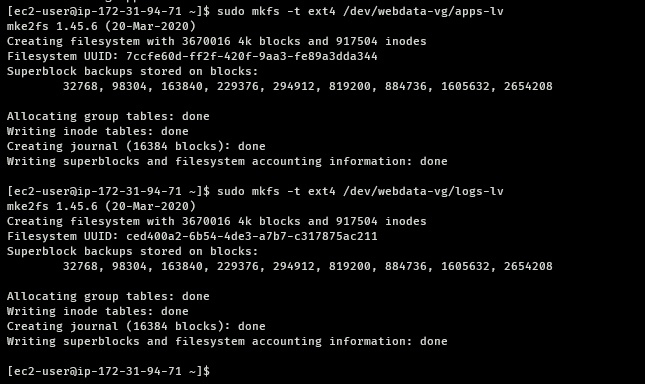 [ec2-user@ip-172-31-94-71 ~]$ sudo mkfs -t ext4 /dev/webdata-vg/apps-lv
mke2fs 1.45.6 (20-Mar-2020)
Creating filesystem with 3670016 4k blocks and 917504 inodes
Filesystem UUID: 7ccfe60d-ff2f-420f-9aa3-fe89a3dda344
Superblock backups stored on blocks:
        32768, 98304, 163840, 229376, 294912, 819200, 884736, 1605632, 2654208

Allocating group tables: done
Writing inode tables: done
Creating journal (16384 blocks): done
Writing superblocks and filesystem accounting information: done

[ec2-user@ip-172-31-94-71 ~]$ sudo mkfs -t ext4 /dev/webdata-vg/logs-lv
mke2fs 1.45.6 (20-Mar-2020)
Creating filesystem with 3670016 4k blocks and 917504 inodes
Filesystem UUID: ced400a2-6b54-4de3-a7b7-c317875ac211
Superblock backups stored on blocks:
        32768, 98304, 163840, 229376, 294912, 819200, 884736, 1605632, 2654208

Allocating group tables: done
Writing inode tables: done
Creating journal (16384 blocks): done
Writing superblocks and filesystem accounting information: done

[ec2-user@ip-172-31-94-71 ~]$